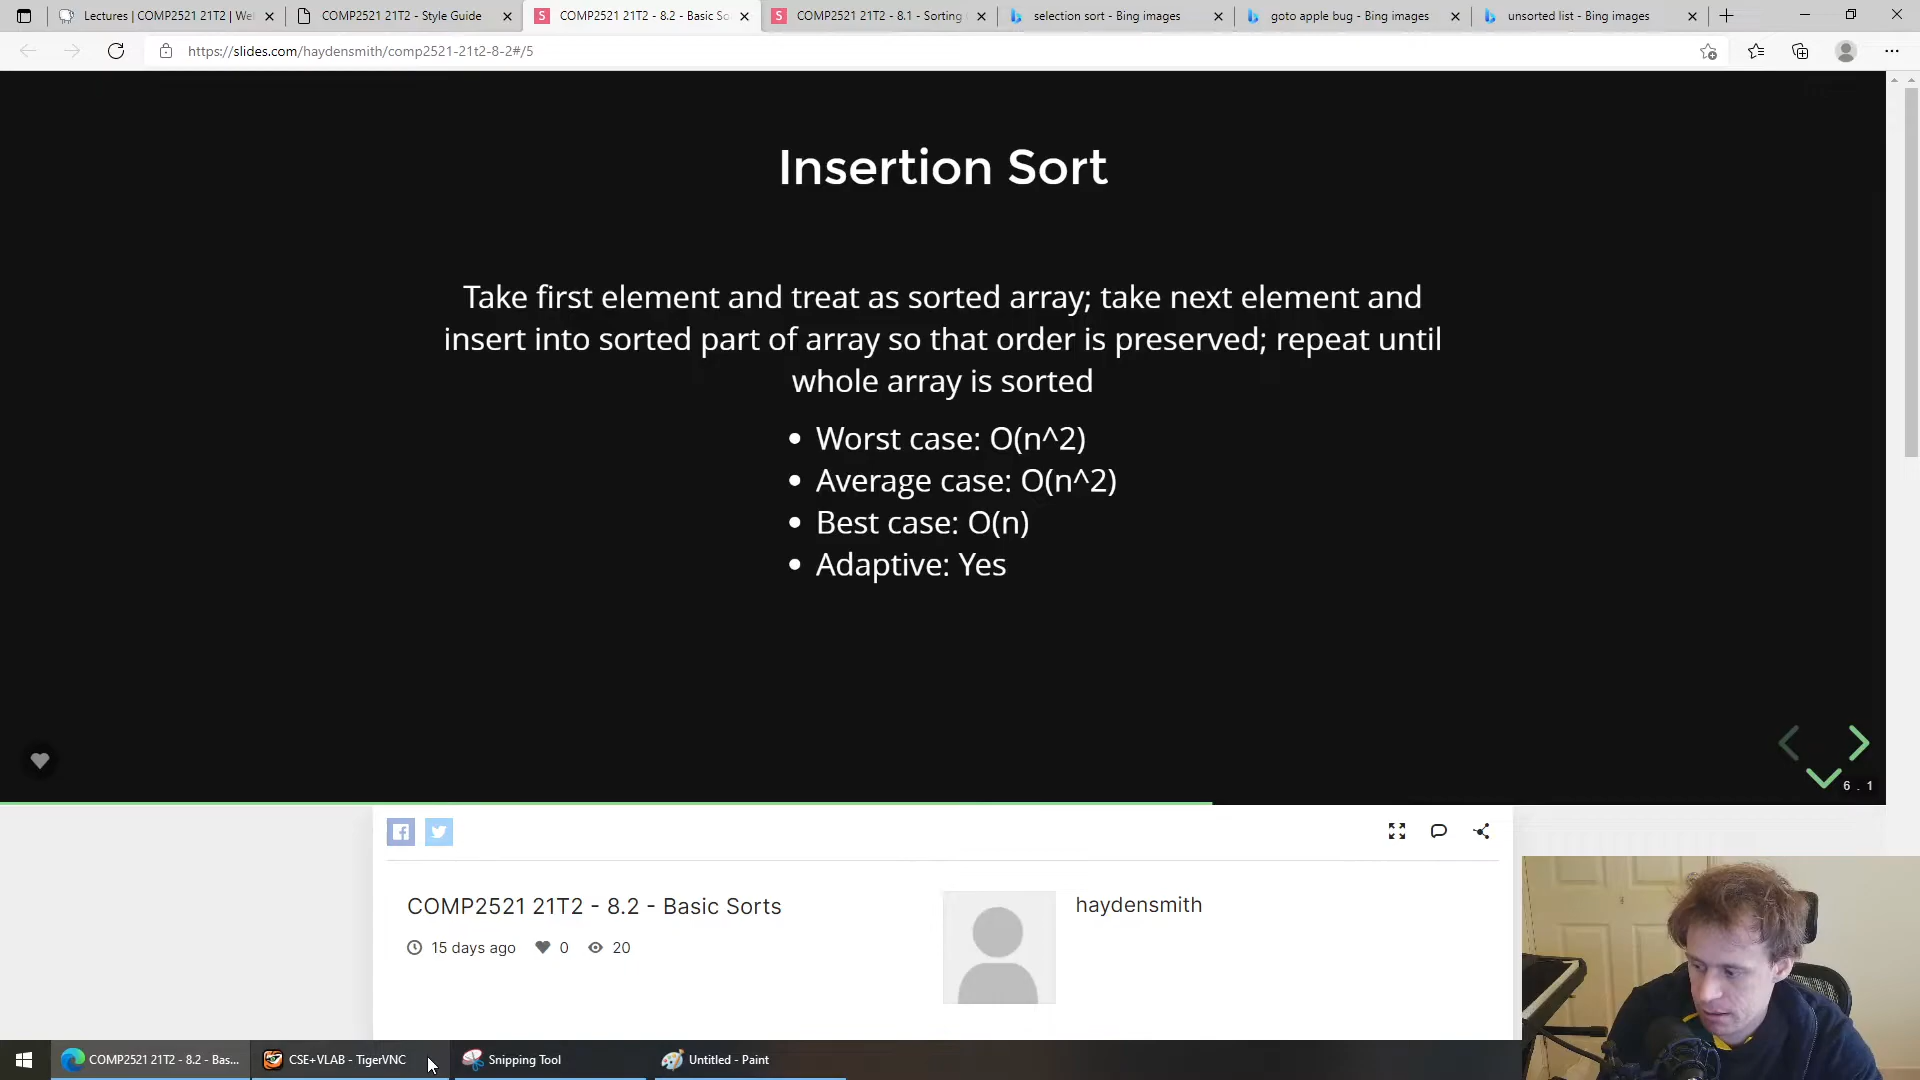 Lectures | COMP2521 21T2 | We
COMP2521 21T2 - Style Guide
COMP2521 21T2 - 8.2 - Basic So
COMP2521 21T2 - 8.1 - Sorting
selection sort - Bing images
goto apple bug - Bing images
unsorted list - Bing images
https://slides.com/haydensmith/comp2521-21t2-8-2#/5
Insertion Sort
Take first element and treat as sorted array; take next element and
insert into sorted part of array so that order is preserved; repeat until
whole array is sorted
Worst case: O(n^2)
Average case: O(n^2)
Best case: O(n)
Adaptive: Yes
6 . 1
COMP2521 21T2 - 8.2 - Basic Sorts
haydensmith
15 days ago 0 20
COMP2521 21T2 - 8.2 - Bas...
CSE+VLAB - TigerVNC
Snipping Tool
Untitled - Paint